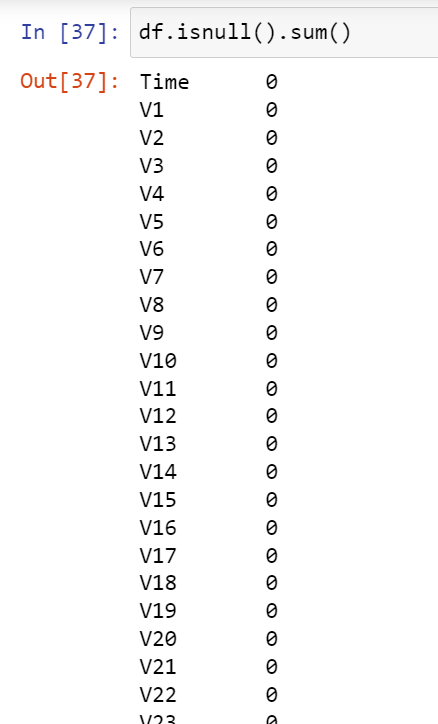 In [37]: df.isnull().sum()
Out[37]: Time 0
V1 0
V2 0
V3 0
V4 0
V5 0
V6 0
V7 0
V8 0
V9 0
V10 0
V11 0
V12 0
V13 0
V14 0
V15 0
V16 0
V17 0
V18 0
V19 0
V20 0
V21 0
V22 0
V23 0